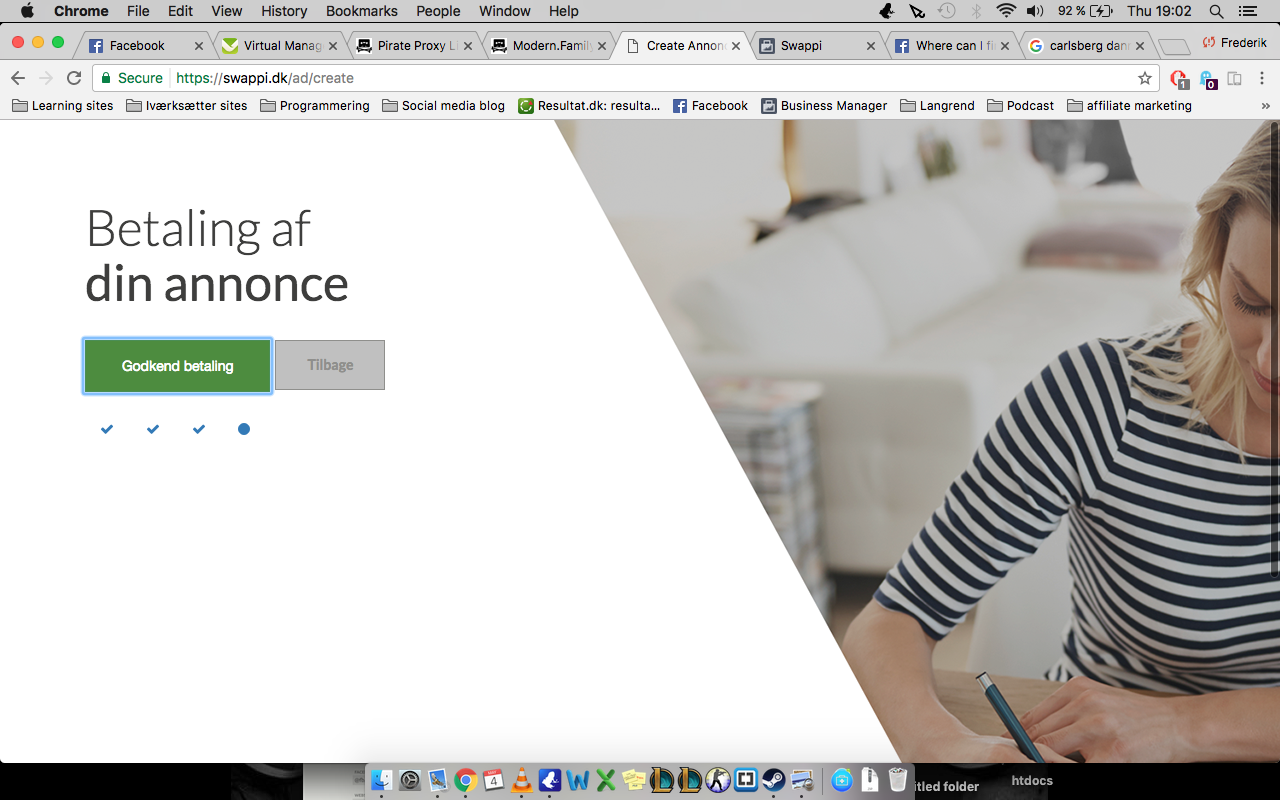 Chrome File Edit View History Bookmarks People Window Help 92 % Thu 19:02
Facebook Virtual Manag Pirate Proxy L Modern.Family Create Annon Swappi Where can I fi carlsberg dan Frederik
Secure https://swappi.dk/ad/create 1 0
Learning sites Iværksætter sites Programmering Social media blog Resultat.dk: resulta... Facebook Business Manager Langrend Podcast affiliate marketing »
Betaling af
din annonce
Godkend betaling Tilbage
4
itled folder htdocs